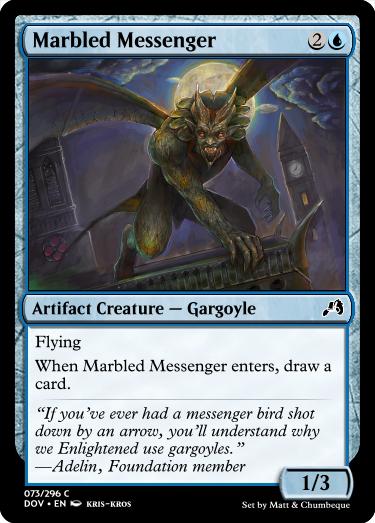 Marbled Messenger 2
Artifact Creature — Gargoyle
Flying
When Marbled Messenger enters, draw a
card.
“If you’ve ever had a messenger bird shot
down by an arrow, you’ll understand why
we Enlightened use gargoyles.”
—Adelin, Foundation member
1/3
073/296 C
DOV • EN KRIS-KROS
Set by Matt & Chumbeque